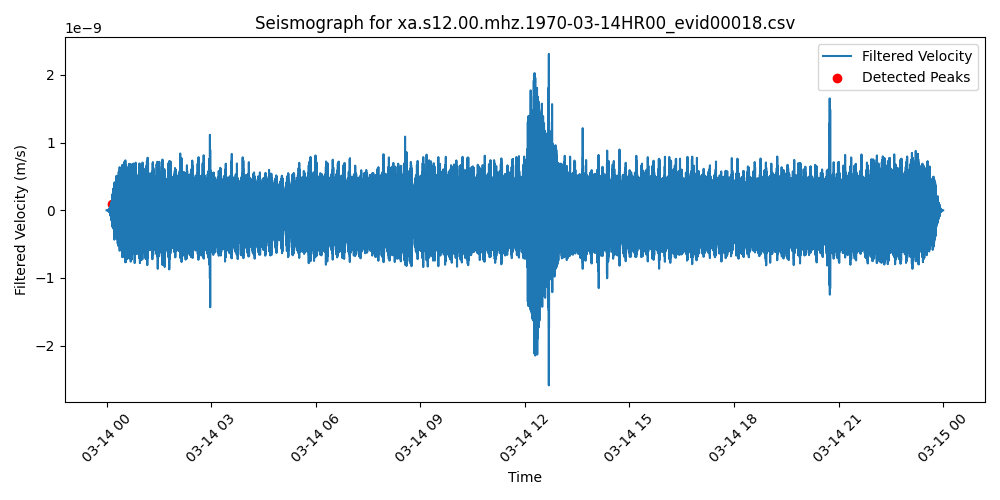 Seismograph for xa.s12.00.mhz.1970-03-14HR00_evid00018.csv
1e−9
Filtered Velocity
Detected Peaks
2
1
0
−1
−2
Filtered Velocity (m/s)
03-14 00
03-14 03
03-14 06
03-14 09
03-14 12
03-14 15
03-14 18
03-14 21
03-15 00
Time